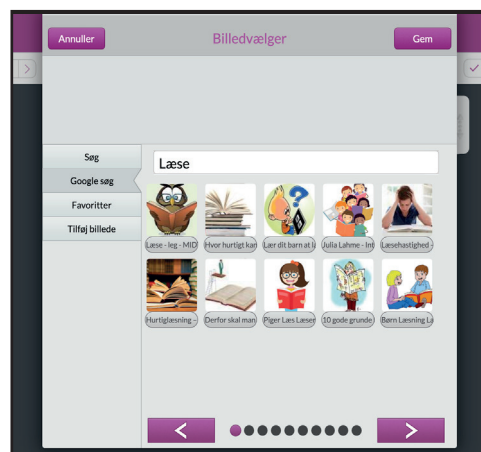 Annuller
Billedvælger
Gem
Søg
Google søg
Favoritter
Tilføj billede
Læse
Læse - leg - MID
Hvor hurtigt kan
Lær dit barn at l
Julia Lahme - Int
Læsehastighed -
Hurtiglæsning –
Derfor skal man
Piger Læs Læser
10 gode grunde
Børn Læsning La